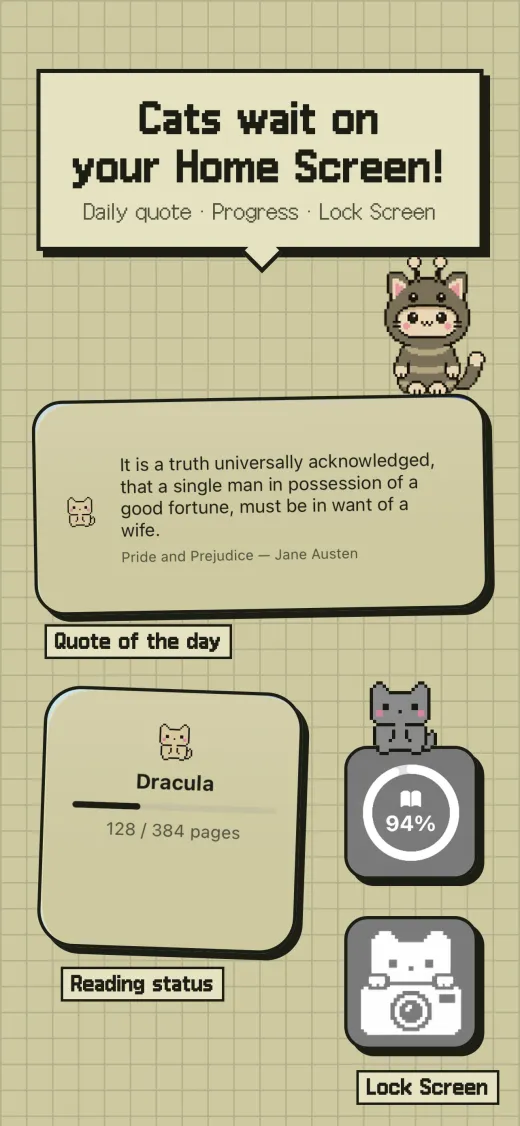 Cats wait on
your Home Screen!
Daily quote · Progress · Lock Screen
It is a truth universally acknowledged,
that a single man in possession of a
good fortune, must be in want of a
wife.
Pride and Prejudice — Jane Austen
Quote of the day
Dracula
128 / 384 pages
94%
Reading status
Lock Screen